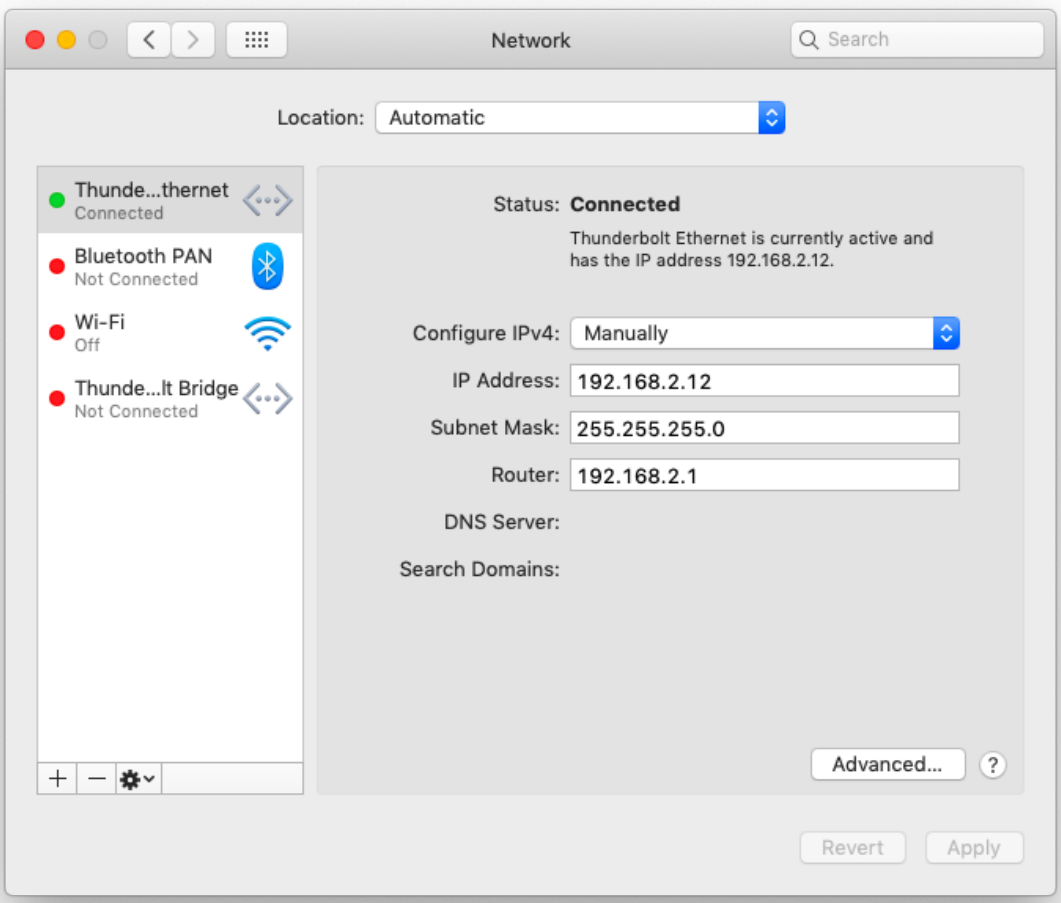 Network
Search
Location: Automatic
Thunde...thernet
Connected
Bluetooth PAN
Not Connected
Wi-Fi
Off
Thunde...lt Bridge
Not Connected
Status: Connected
Thunderbolt Ethernet is currently active and
has the IP address 192.168.2.12.
Configure IPv4: Manually
IP Address: 192.168.2.12
Subnet Mask: 255.255.255.0
Router: 192.168.2.1
DNS Server:
Search Domains:
Advanced... ?
Revert Apply